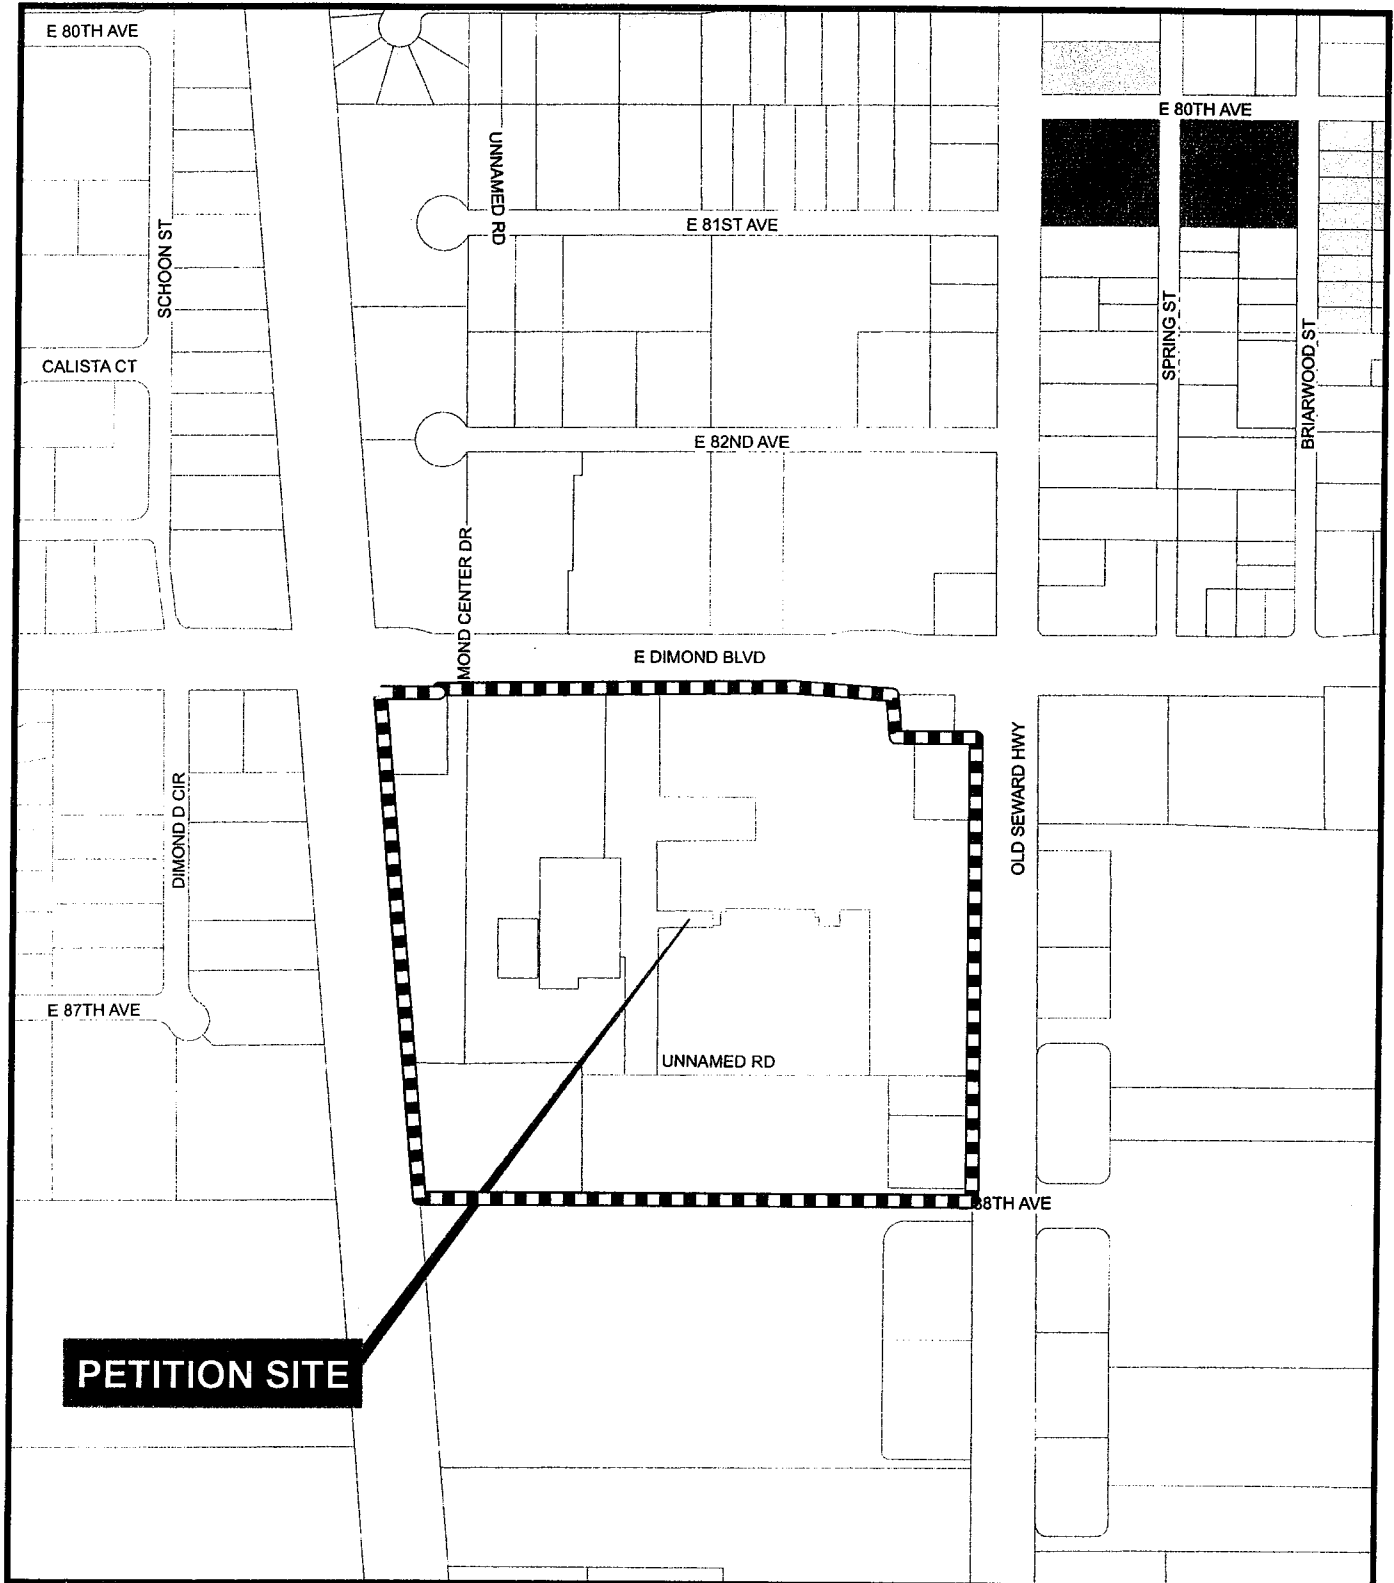 E 80TH AVE
E 80TH AVE
UNNAMED RD
E 81ST AVE
SCHOON ST
SPRING ST
BRIARWOOD ST
CALISTA CT
E 82ND AVE
MOND CENTER DR
E DIMOND BLVD
OLD SEWARD HWY
DIMOND D CIR
E 87TH AVE
UNNAMED RD
88TH AVE
PETITION SITE